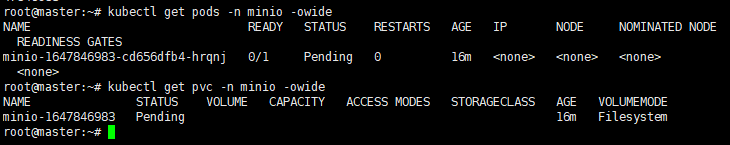 root@master:~# kubectl get pods -n minio -owide
NAME                               READY   STATUS    RESTARTS   AGE   IP       NODE     NOMINATED NODE
  READINESS GATES
minio-1647846983-cd656dfb4-hrqnj   0/1     Pending   0          16m   <none>   <none>   <none>
  <none>
root@master:~# kubectl get pvc -n minio -owide
NAME               STATUS    VOLUME   CAPACITY   ACCESS MODES   STORAGECLASS   AGE   VOLUMEMODE
minio-1647846983   Pending                                                     16m   Filesystem
root@master:~#